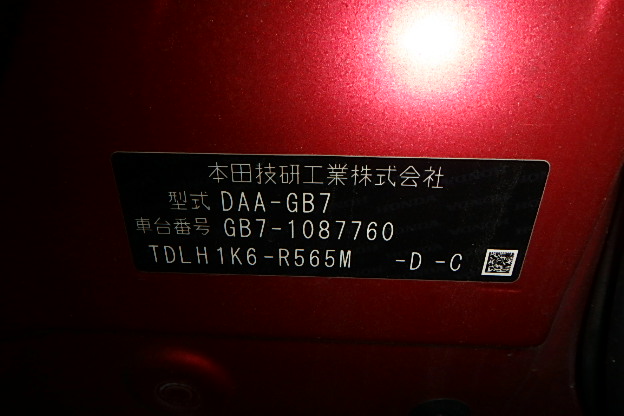 本田技研工業株式会社
型式 DAA-GB7
車台番号 GB7-1087760
TDLH1K6-R565M -D -C